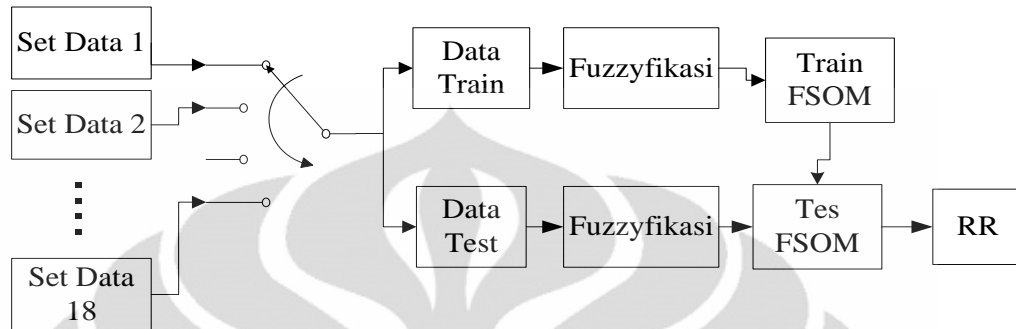 Set Data 1
Set Data 2
Set Data
18
Data
Train
Fuzzyfikasi
Train
FSOM
Data
Test
Fuzzyfikasi
Tes
FSOM
RR